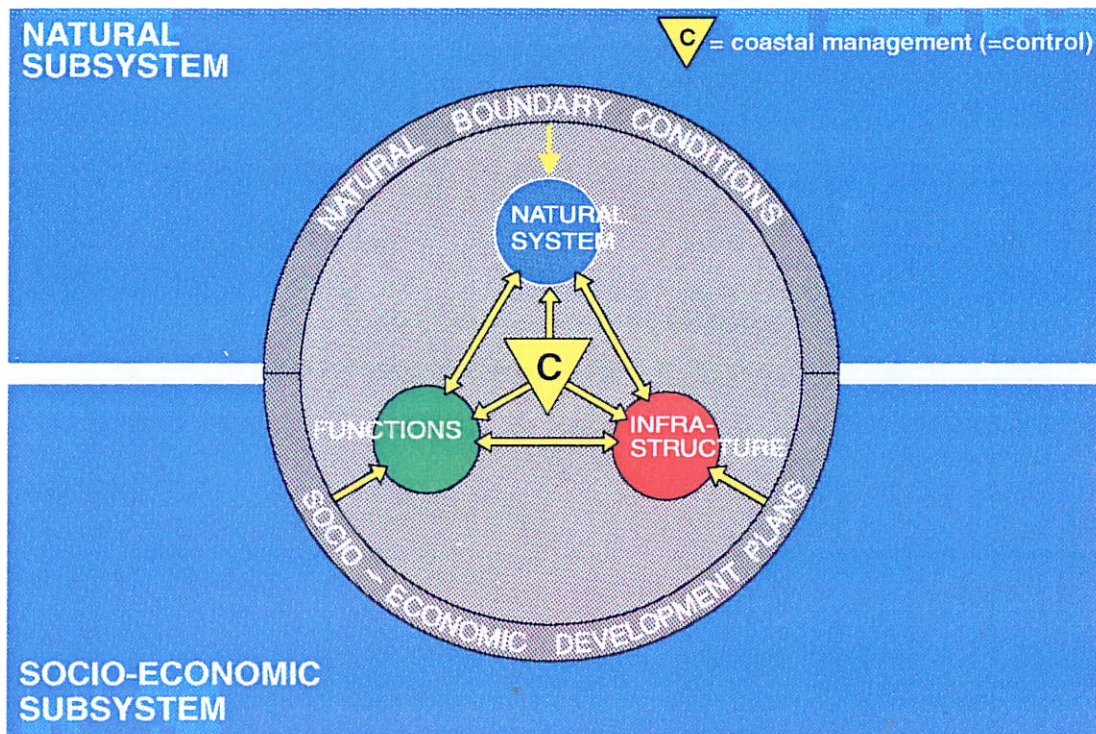 NATURAL
SUBSYSTEM
C = coastal management (=control)
NATURAL BOUNDARY CONDITIONS
NATURAL
SYSTEM
C
FUNCTIONS
INFRA-
STRUCTURE
SOCIO - ECONOMIC DEVELOPMENT PLANS
SOCIO-ECONOMIC
SUBSYSTEM